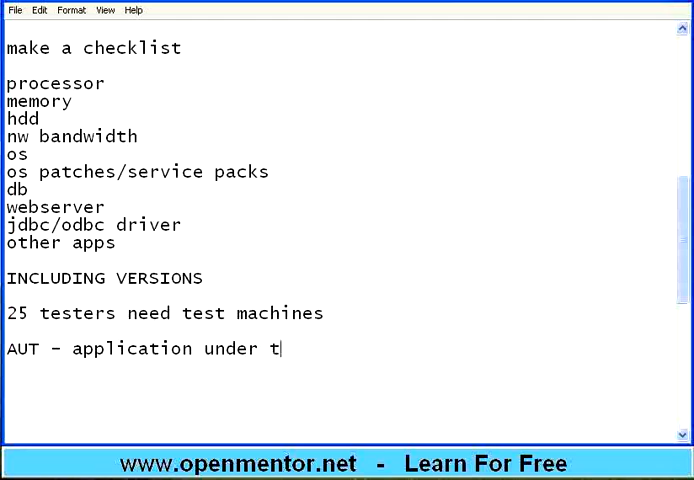 File Edit Format View Help
make a checklist
processor
memory
hdd
nw bandwidth
os
os patches/service packs
db
webserver
jdbc/odbc driver
other apps
INCLUDING VERSIONS
25 testers need test machines
AUT - application under t
www.openmentor.net - Learn For Free